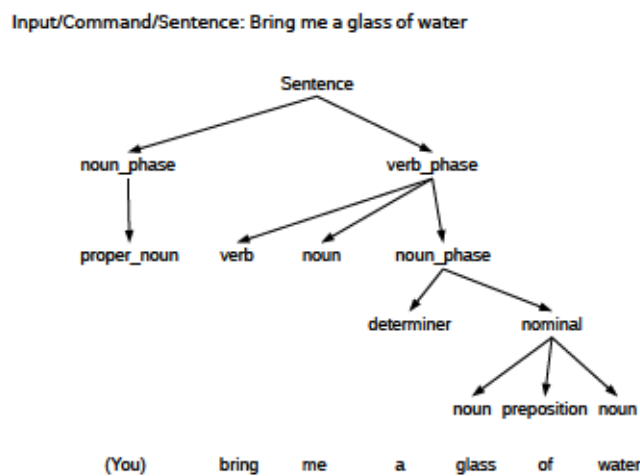 Input/Command/Sentence: Bring me a glass of water
Sentence
noun_phase verb_phase
proper_noun verb noun noun_phase
determiner nominal
noun preposition noun
(You) bring me a glass of water